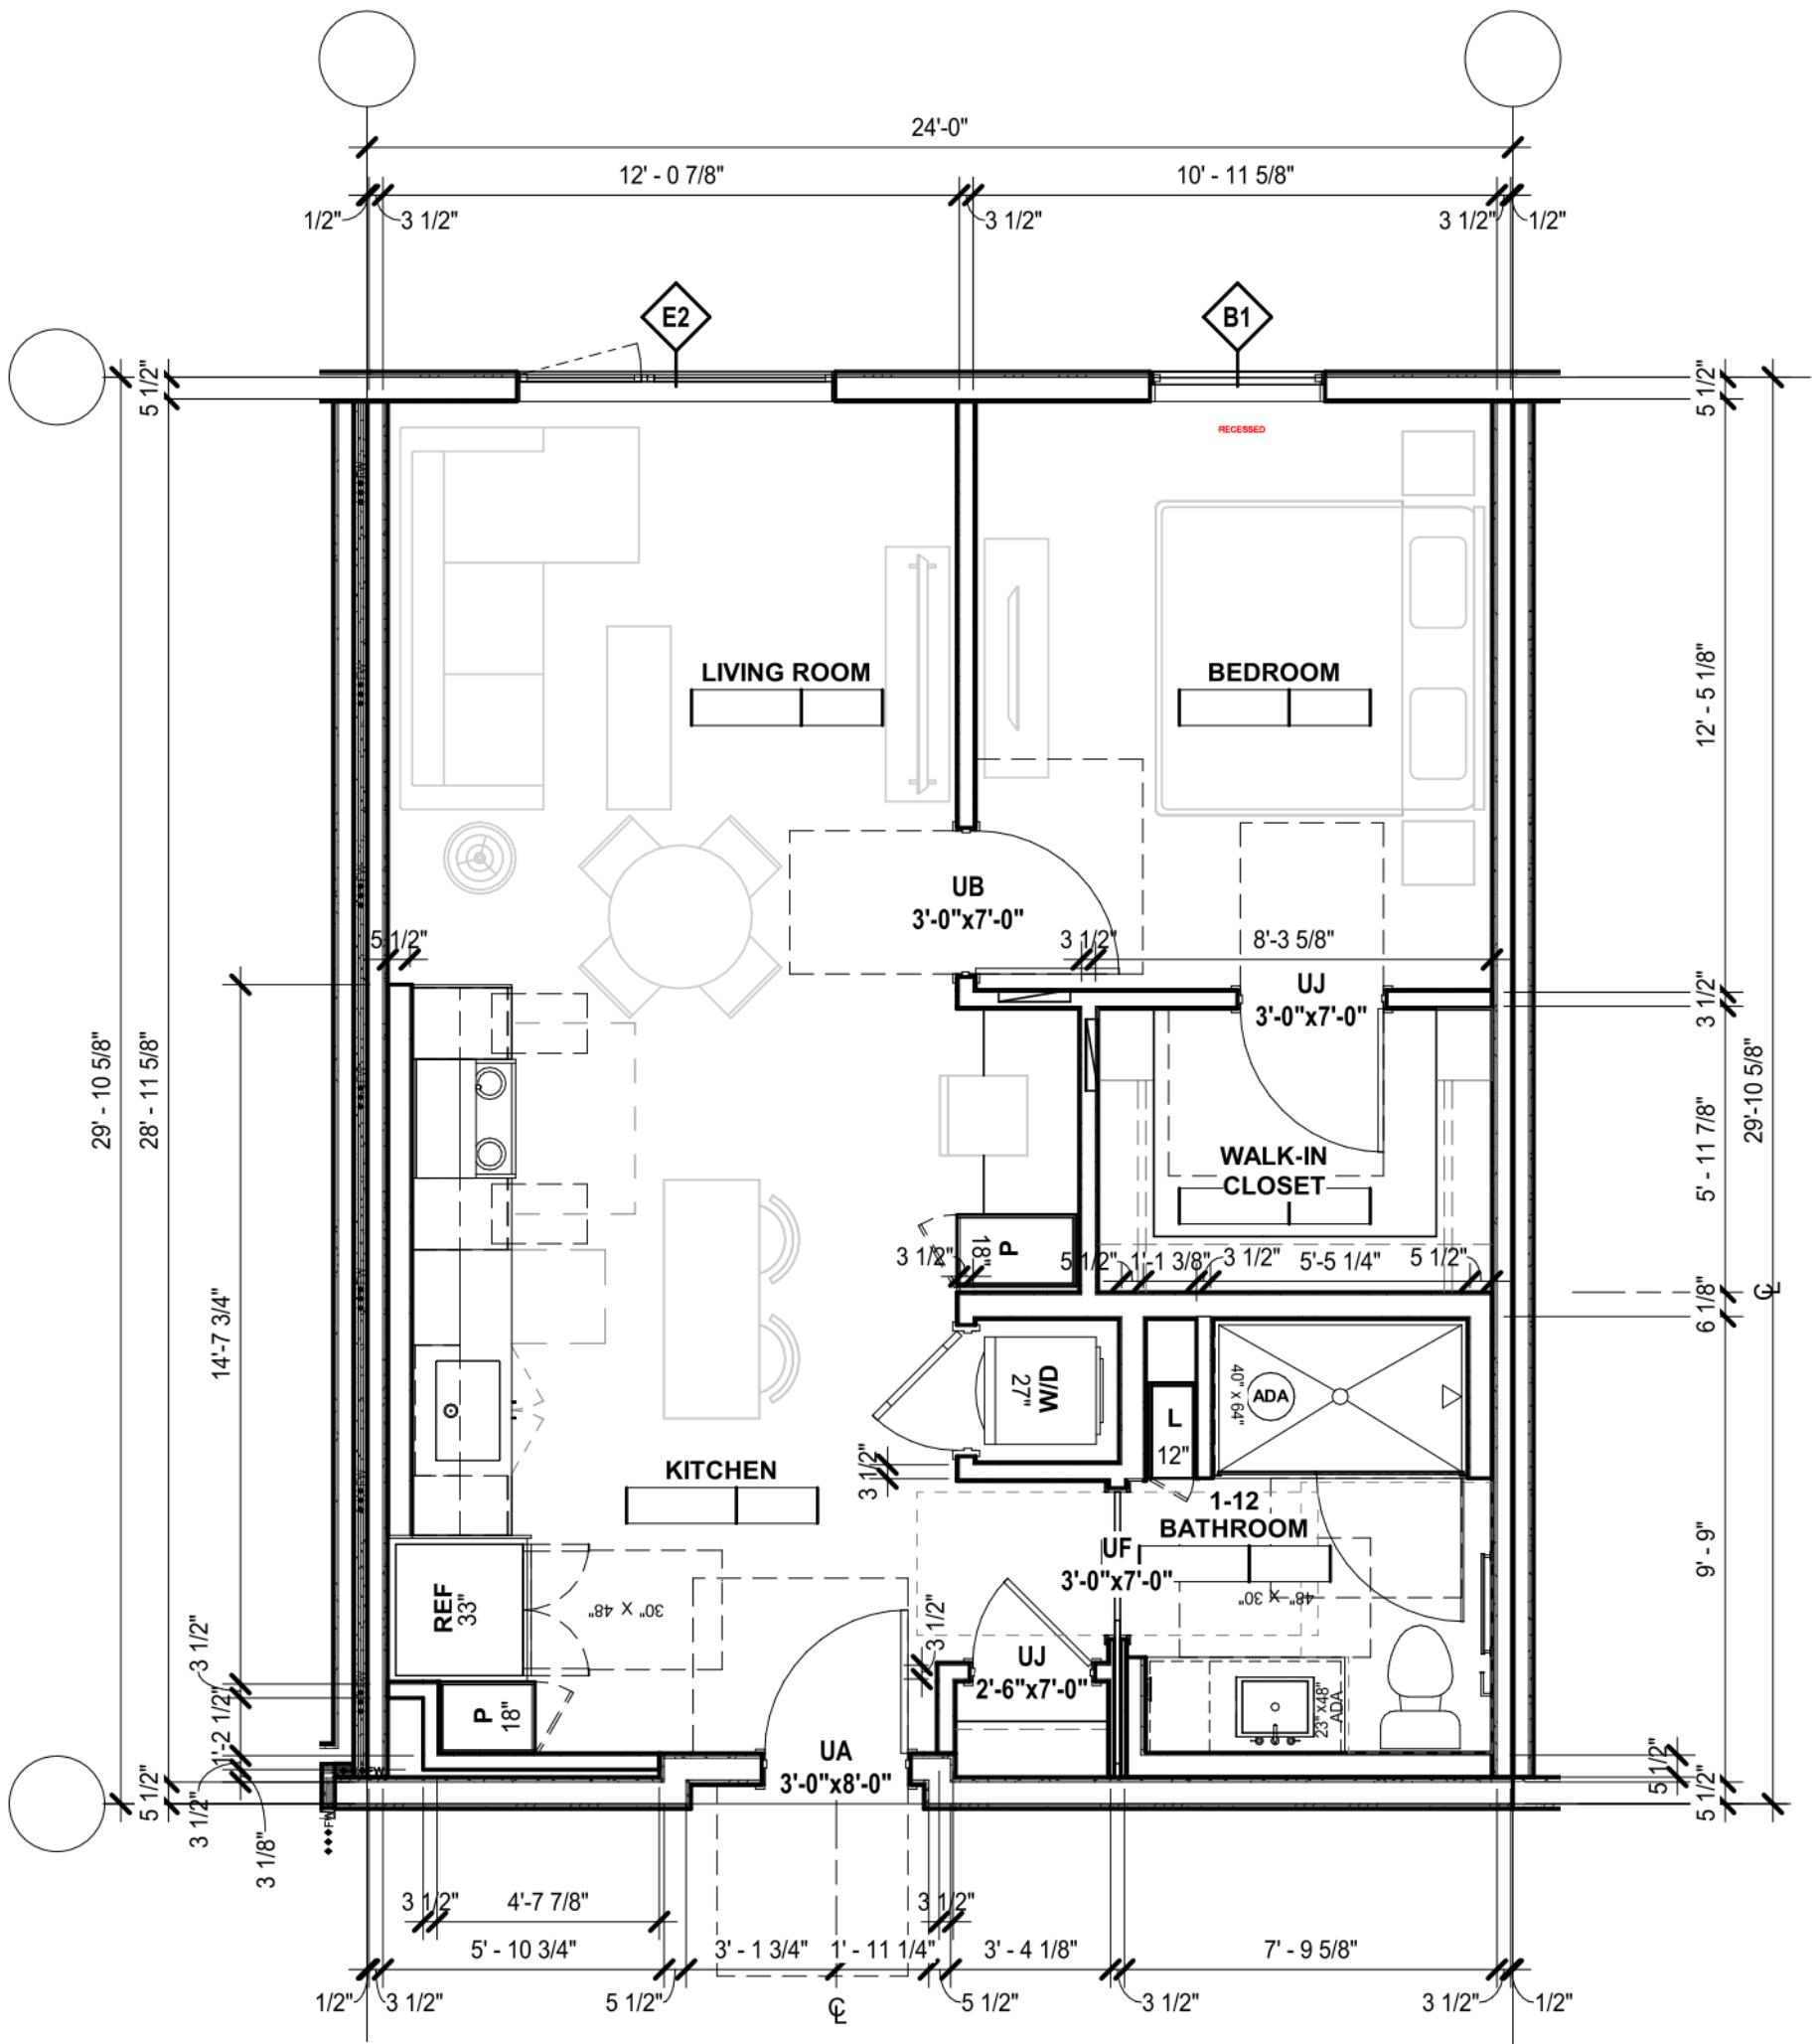 24'-0"
12' - 0 7/8"
10' - 11 5/8"
1/2"
3 1/2"
3 1/2"
3 1/2"
1/2"
E2
B1
5 1/2"
5 1/2"
RECESSED
LIVING ROOM
BEDROOM
12' - 5 1/8"
UB
3'-0"x7'-0"
5 1/2"
3 1/2"
8'-3 5/8"
UJ
3'-0"x7'-0"
3 1/2"
29' - 10 5/8"
28' - 11 5/8"
29'-10 5/8"
WALK-IN
CLOSET
5' - 11 7/8"
P
18"
3 1/2"
5 1/2"
1'-1 3/8"
3 1/2"
5'-5 1/4"
5 1/2"
6 1/8"
CL
14'-7 3/4"
W/D
27"
L
12"
40" x 64"
ADA
KITCHEN
3 1/2"
1-12
BATHROOM
UF
3'-0"x7'-0"
48" X 30"
9' - 9"
REF
33"
30" X 48"
3 1/2"
3 1/2"
UJ
2'-6"x7'-0"
P
18"
23" x48"
ADA
1'-2 1/2"
UA
3'-0"x8'-0"
5 1/2"
3 1/2"
3 1/8"
5 1/2"
5 1/2"
FW
3 1/2"
4'-7 7/8"
3 1/2"
5' - 10 3/4"
3' - 1 3/4"
1' - 11 1/4"
3' - 4 1/8"
7' - 9 5/8"
1/2"
3 1/2"
5 1/2"
CL
5 1/2"
3 1/2"
3 1/2"
1/2"